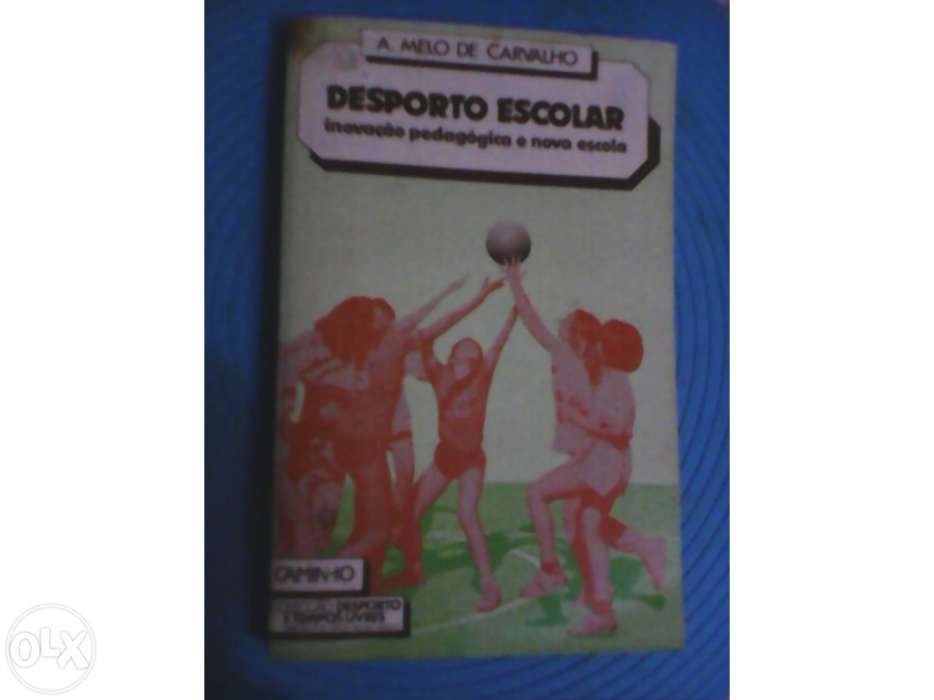 A. MELO DE CARVALHO
DESPORTO ESCOLAR
inovação pedagógica e nova escola
CAMINHO
DESPORTO
E TEMPOS LIVRES
OLX